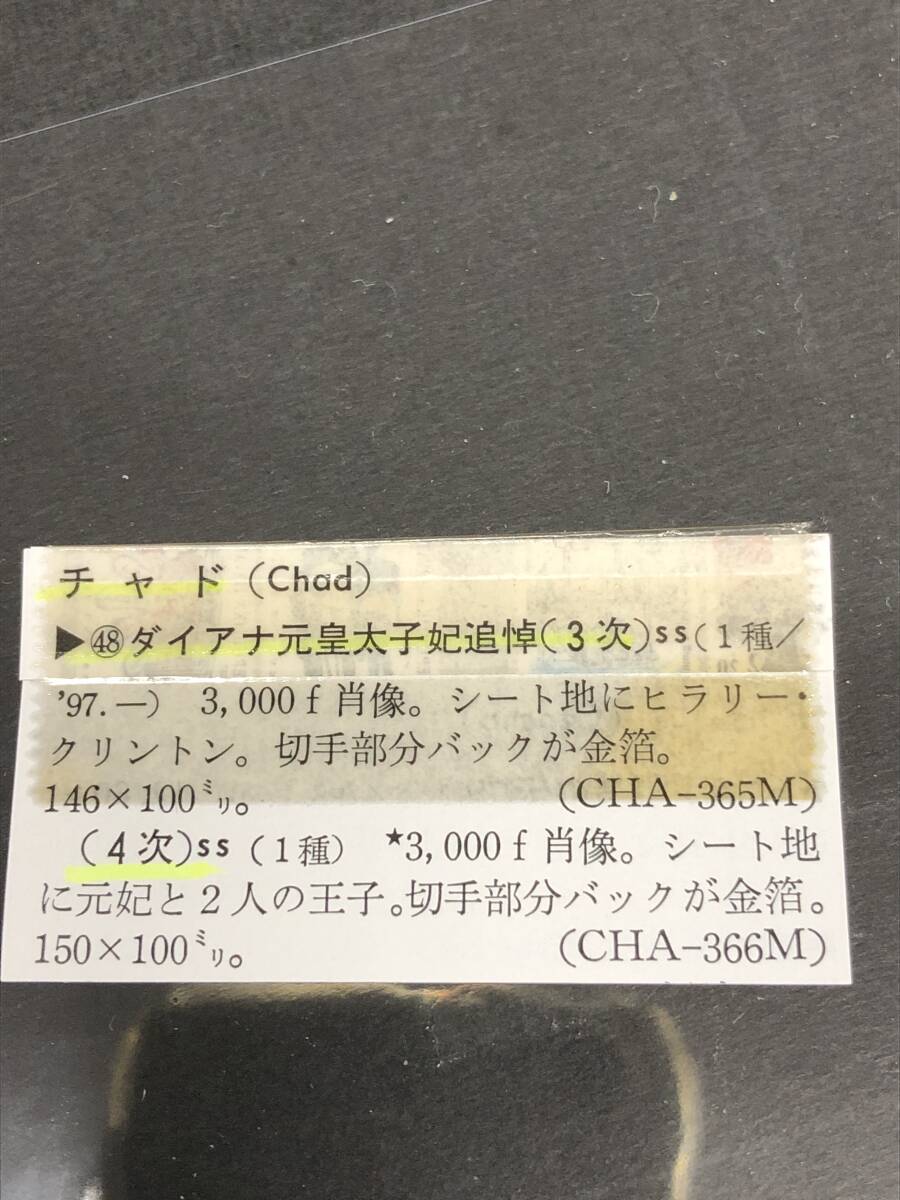 チャド (Chad)
▶㊽ダイアナ元皇太子妃追悼(3次)ss(1種/
'97.—) 3,000 f 肖像。シート地にヒラリー・
クリントン。切手部分バックが金箔。
146×100ミリ。 (CHA-365M)
(4次)ss (1種) ★3,000 f 肖像。シート地
に元妃と2人の王子。切手部分バックが金箔。
150×100ミリ。 (CHA-366M)